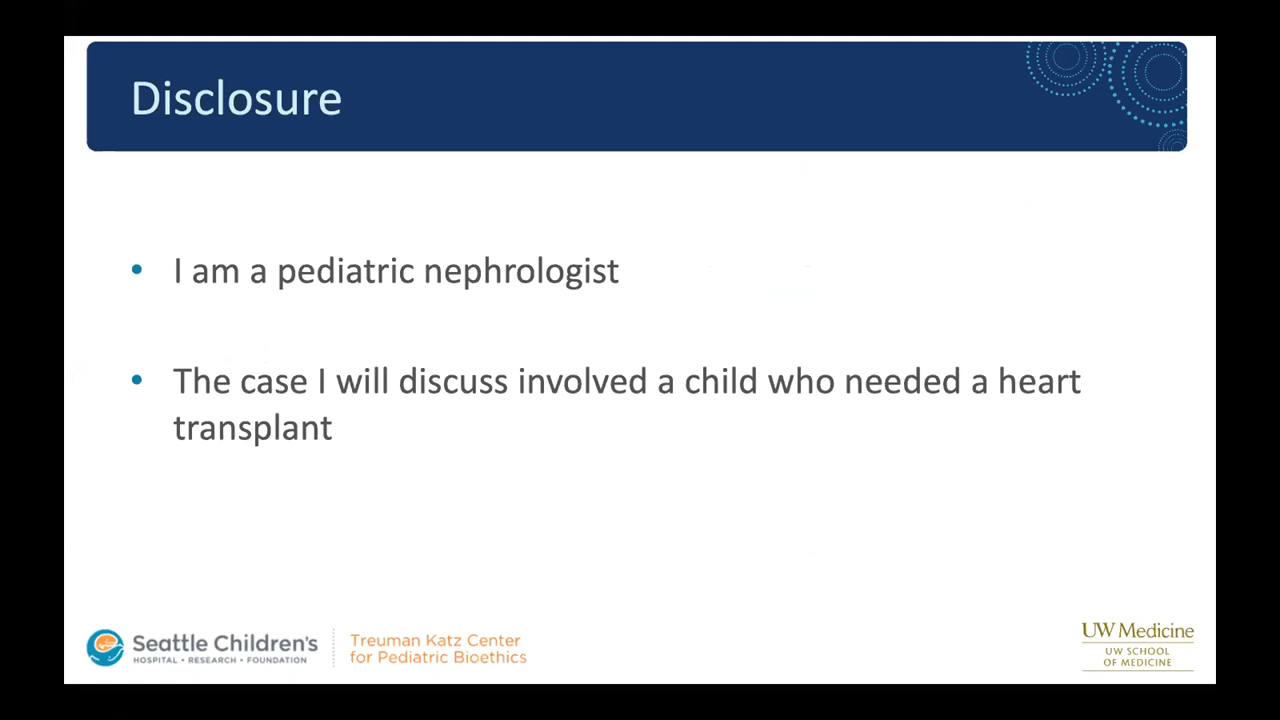 Disclosure
• I am a pediatric nephrologist
• The case I will discuss involved a child who needed a heart
transplant
Seattle Children's
HOSPITAL • RESEARCH • FOUNDATION
Treuman Katz Center
for Pediatric Bioethics
UW Medicine
UW SCHOOL
OF MEDICINE